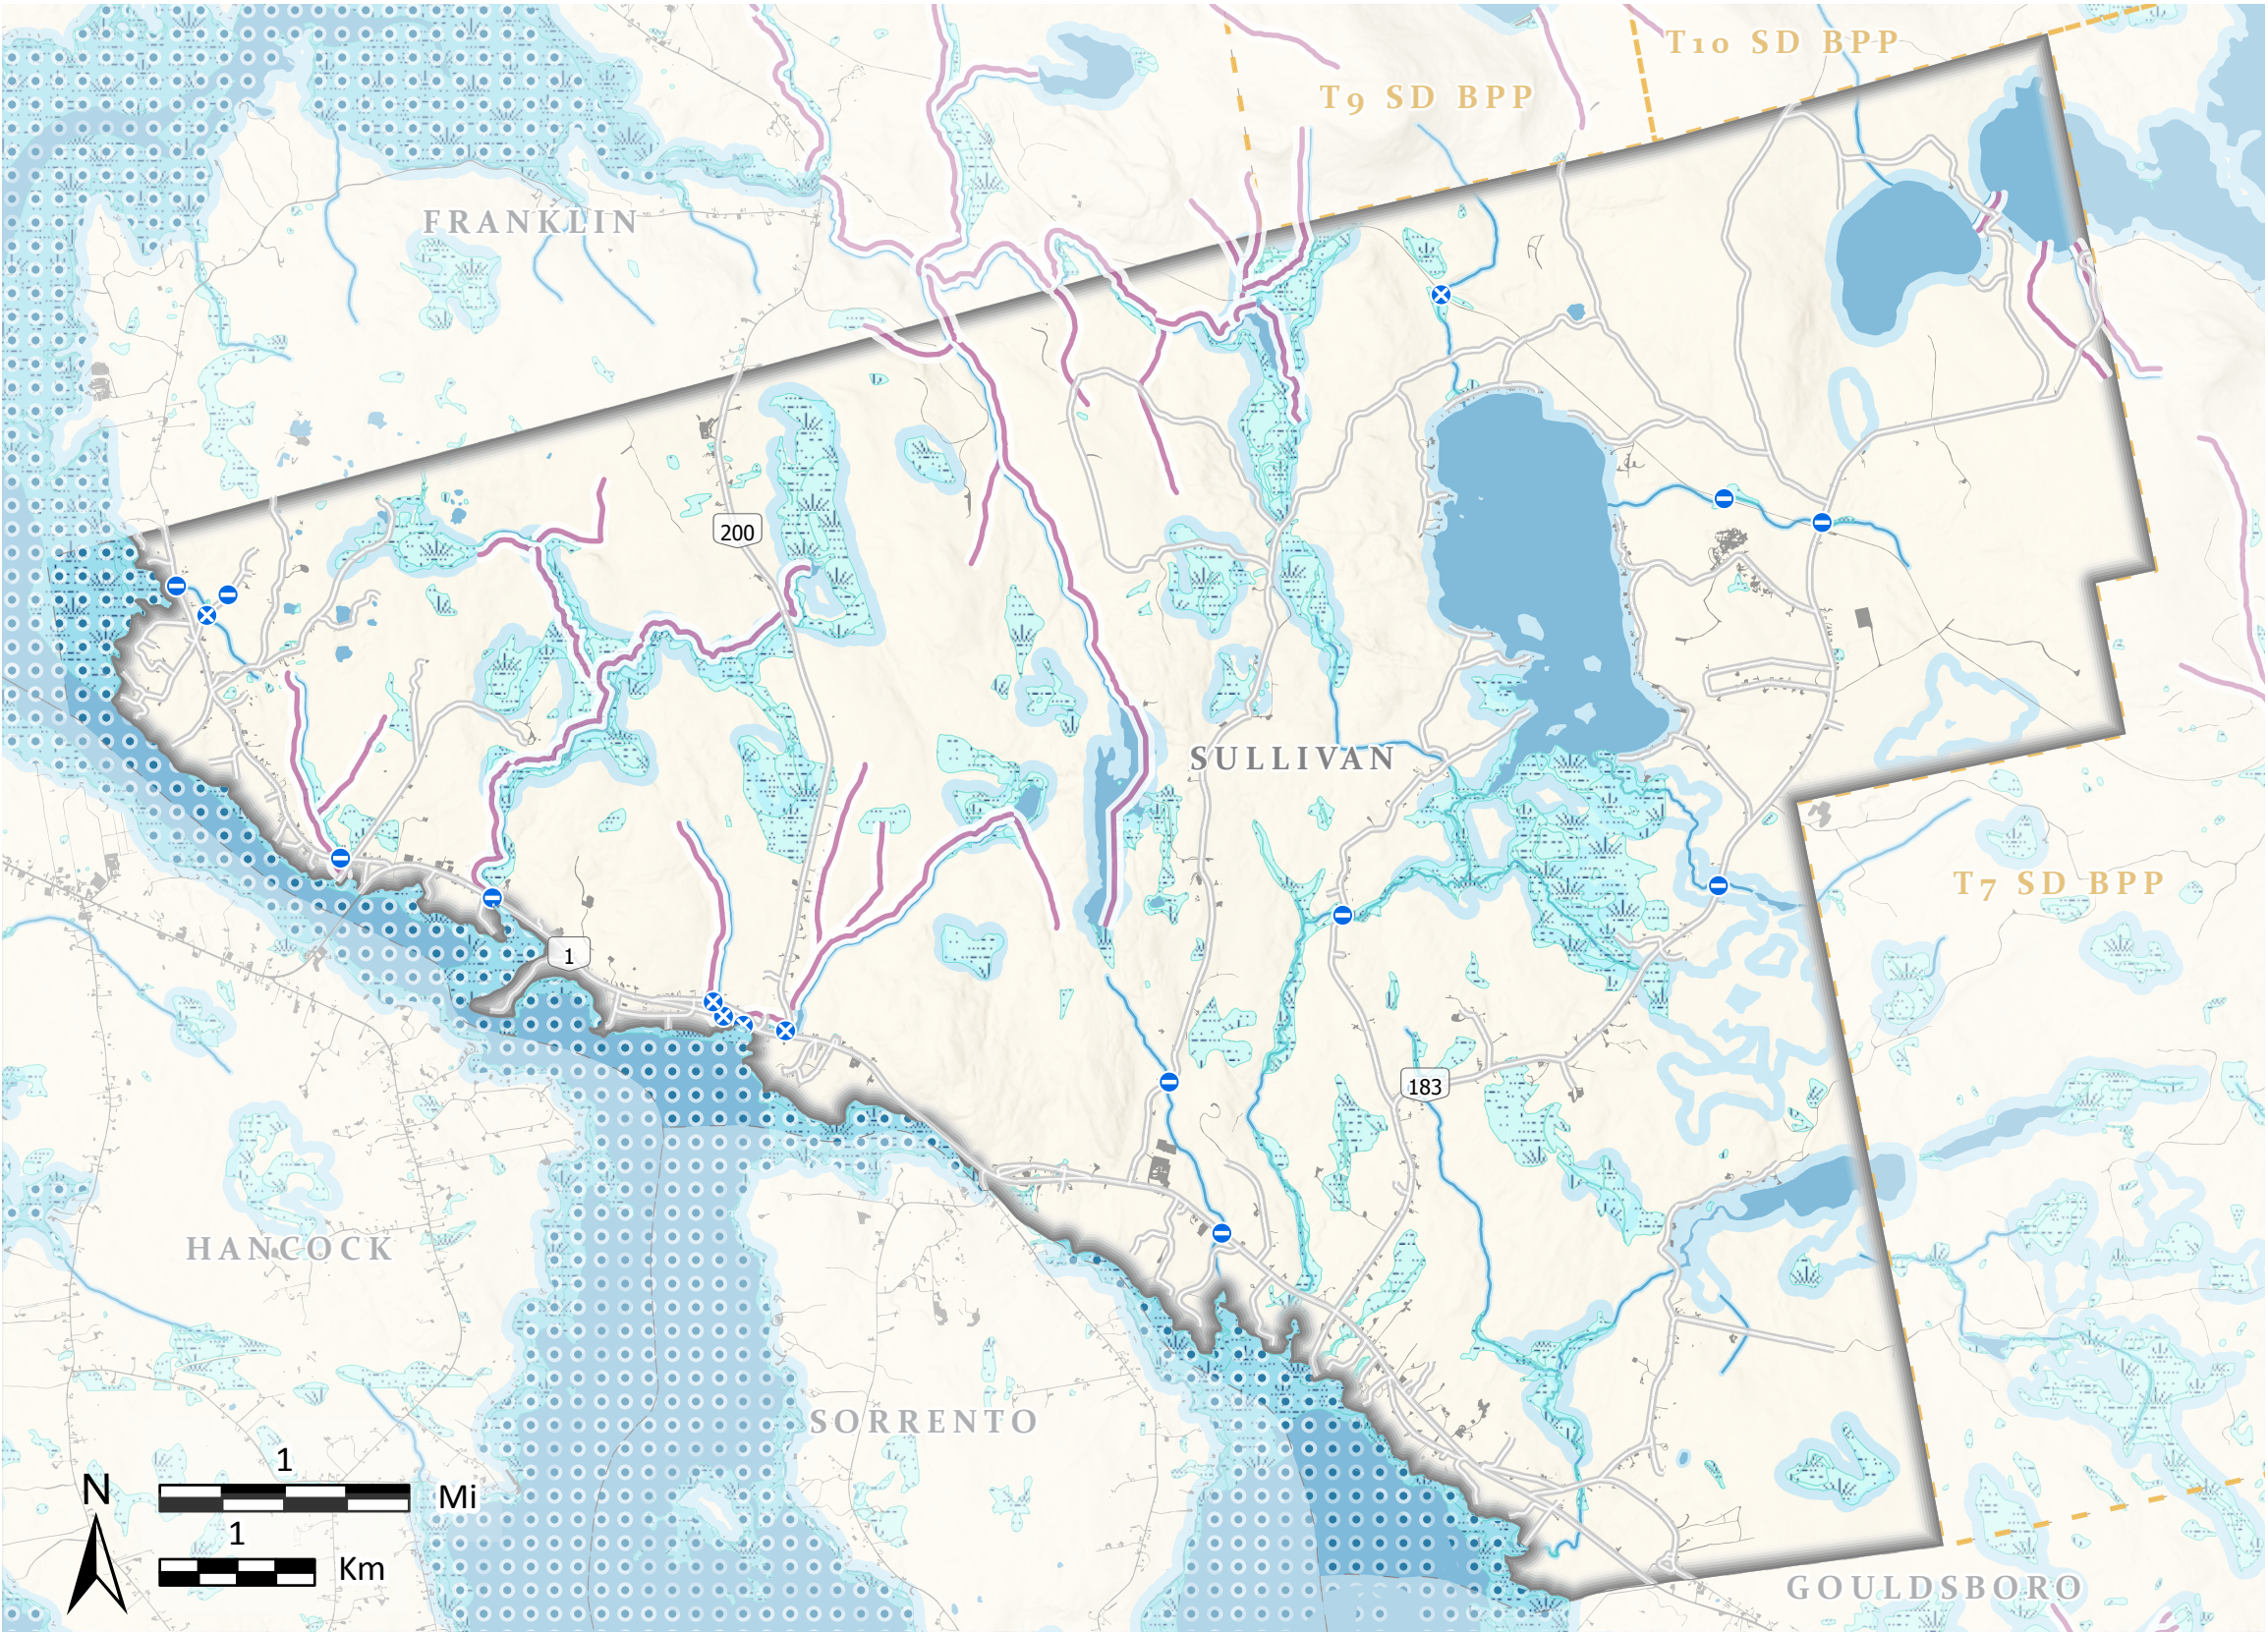 T10 SD BPP
T9 SD BPP
FRANKLIN
200
SULLIVAN
T7 SD BPP
1
183
HANCOCK
SORRENTO
1
N
Mi
1
Km
GOULDSBORO